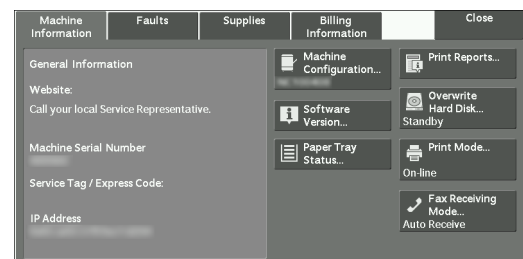 Machine
Information
Faults
Supplies
Billing
Information
Close
General Information
Website:
Call your local Service Representative.
Machine Serial Number
Service Tag / Express Code:
IP Address
Machine
Configuration...
Software
Version...
Paper Tray
Status...
Print Reports...
Overwrite
Hard Disk...
Standby
Print Mode...
On-line
Fax Receiving
Mode...
Auto Receive